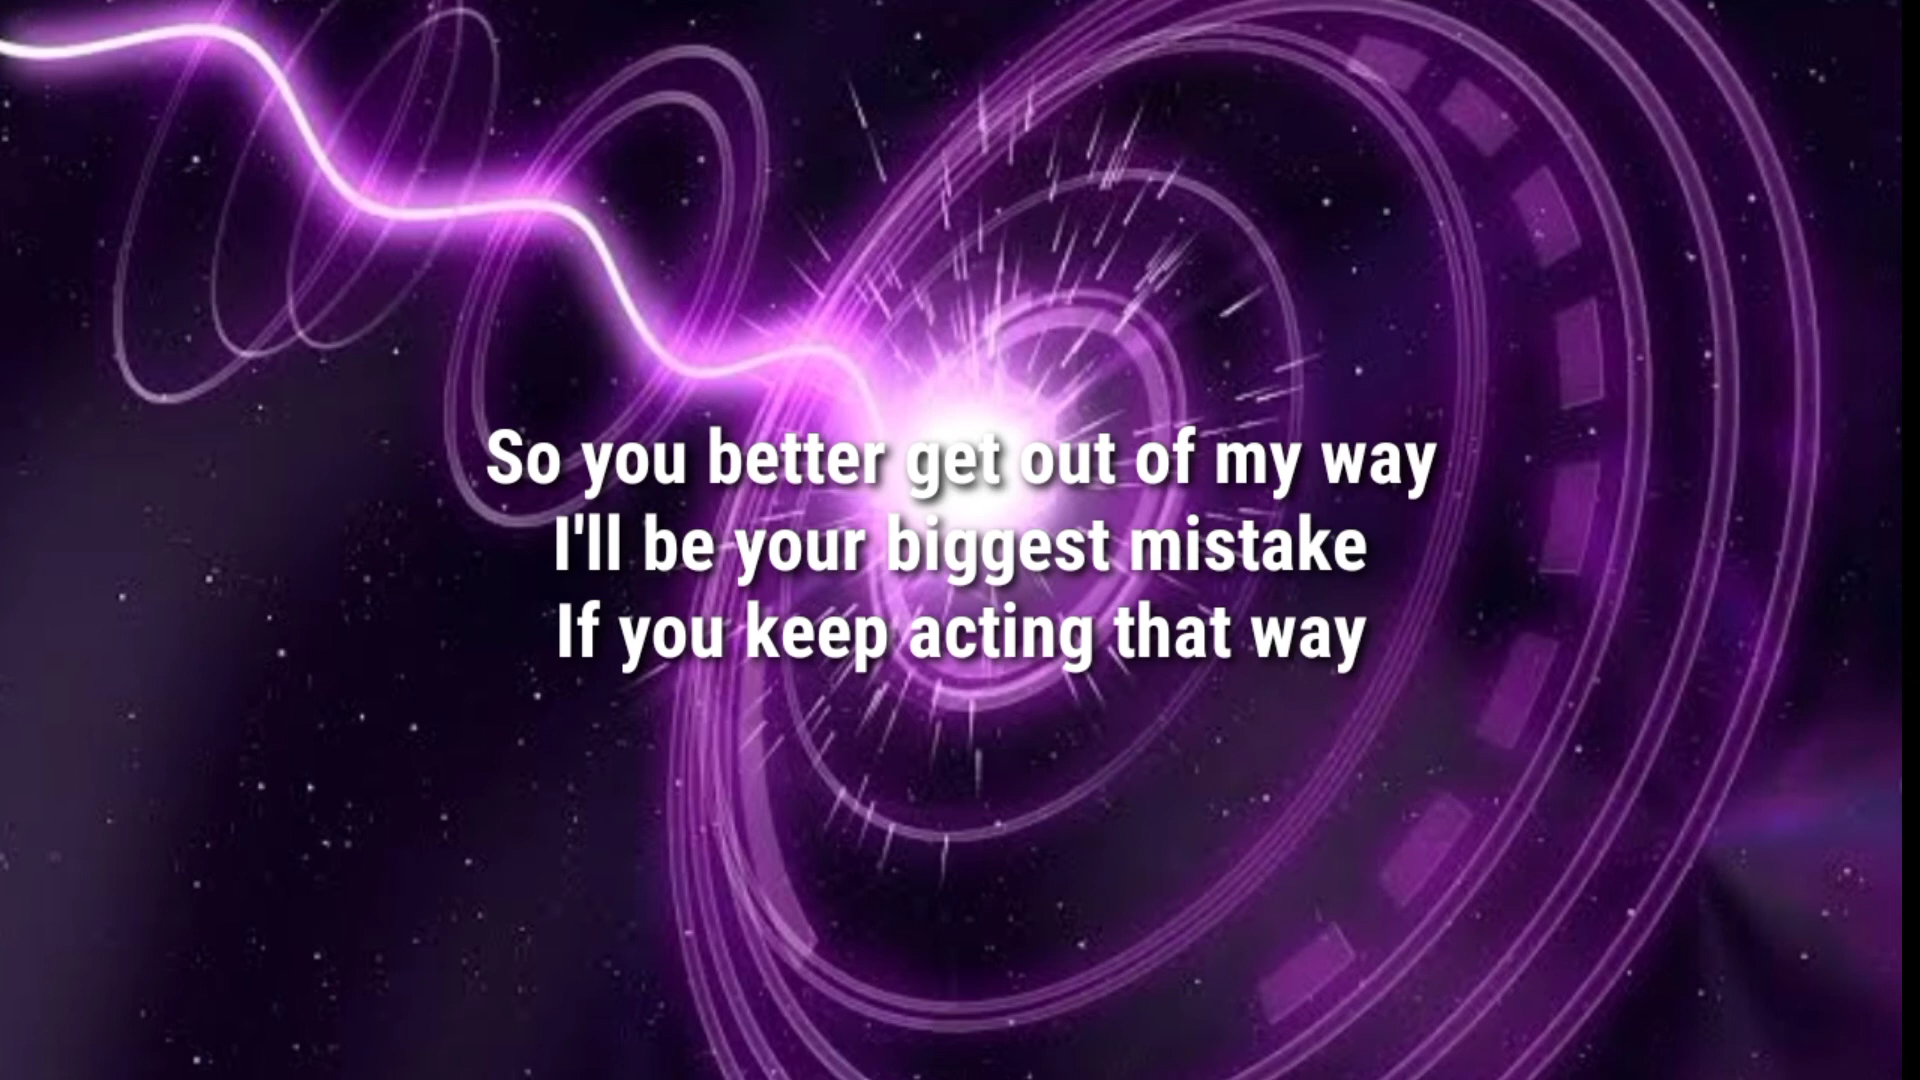 So you better get out of my way
I'll be your biggest mistake
If you keep acting that way